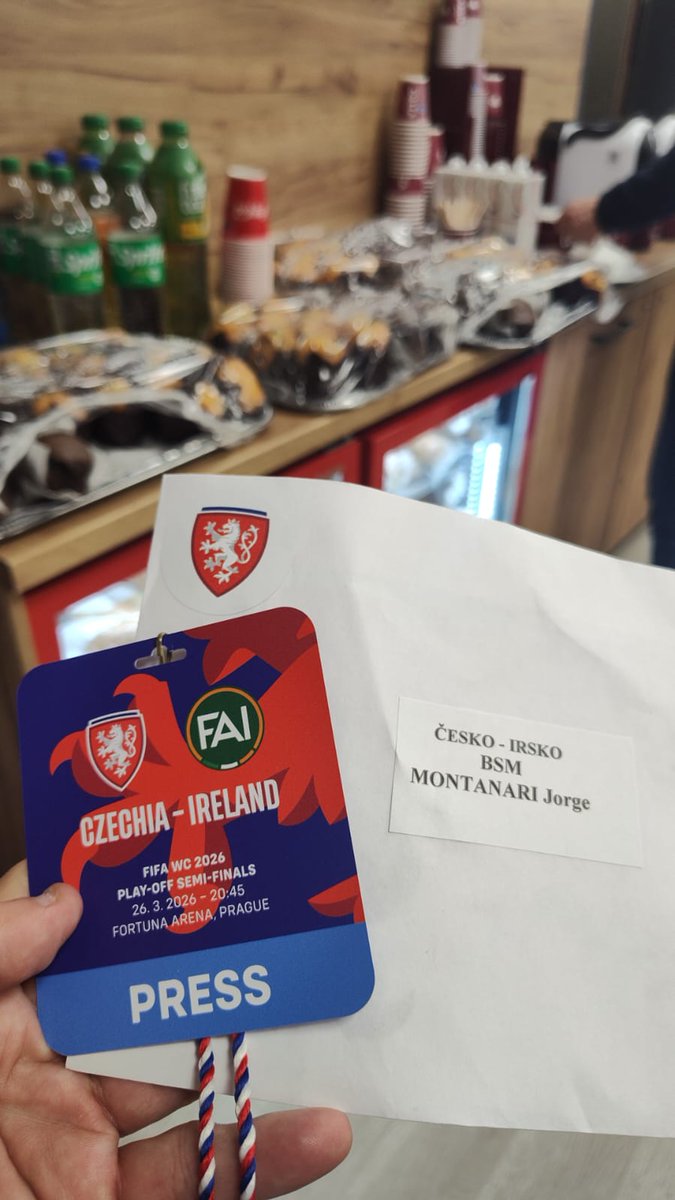 ČESKO - IRSKO
BSM
MONTANARI Jorge
FAI
CZECHIA – IRELAND
FIFA WC 2026
PLAY-OFF SEMI-FINALS
26. 3. 2026 – 20:45
FORTUNA ARENA, PRAGUE
PRESS